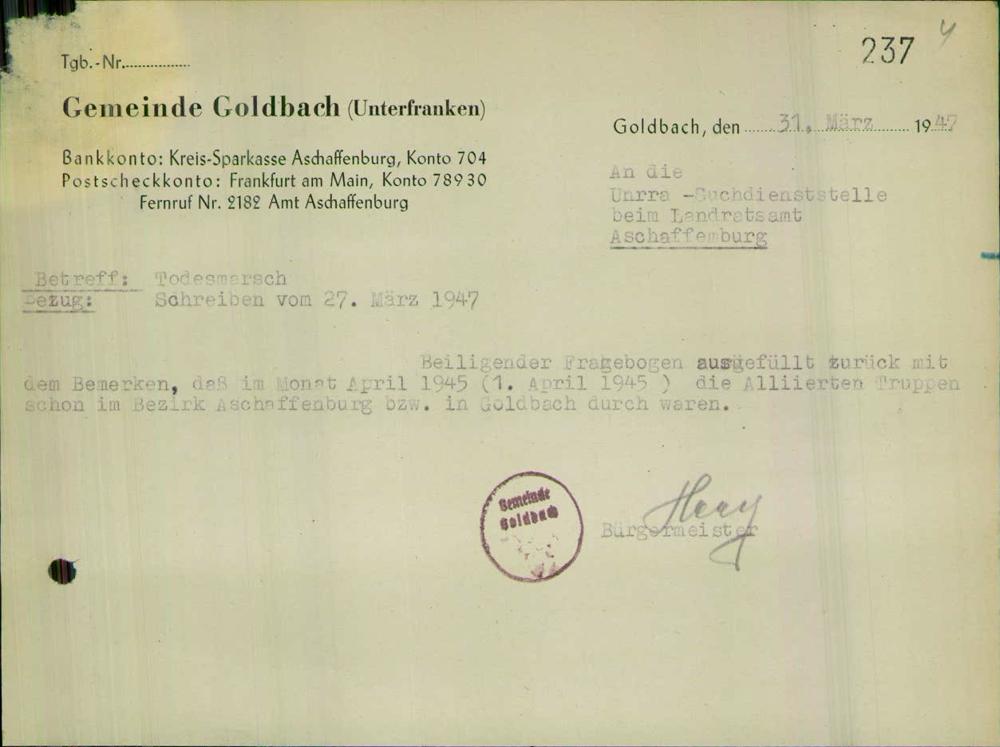 237
4
Tgb.-Nr.................
Gemeinde Goldbach (Unterfranken)
Goldbach, den ...... 31. März ...... 1947
Bankkonto: Kreis-Sparkasse Aschaffenburg, Konto 704
Postscheckkonto: Frankfurt am Main, Konto 78930
Fernruf Nr. 2182 Amt Aschaffenburg
An die
Unrra -Suchdienststelle
beim Landratsamt
Aschaffemburg
Betreff: Todesmarsch
Bezug: Schreiben vom 27. März 1947
Beiligender Fragebogen ausgefüllt zurück mit
dem Bemerken, daß im Monat April 1945 (1. April 1945 ) die Alliierten Truppen
schon im Bezirk Aschaffenburg bzw. in Goldbach durch waren.
Gemeinde
Goldbach
Bürgermeister